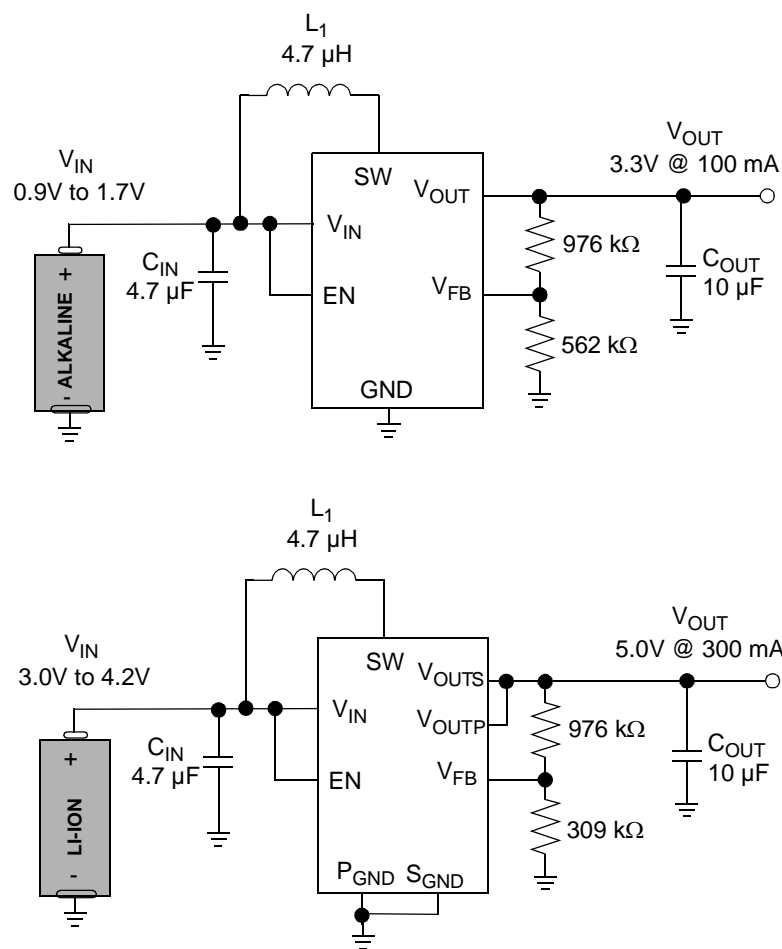 L1
4.7 µH
VIN
0.9V to 1.7V
VOUT
3.3V @ 100 mA
SW
VOUT
VIN
976 kΩ
CIN
4.7 µF
COUT
10 µF
EN
VFB
562 kΩ
+
ALKALINE
-
GND
L1
4.7 µH
VIN
3.0V to 4.2V
VOUT
5.0V @ 300 mA
SW
VOUTS
VIN
VOUTP
976 kΩ
CIN
4.7 µF
COUT
10 µF
EN
VFB
309 kΩ
+
LI-ION
-
PGND SGND